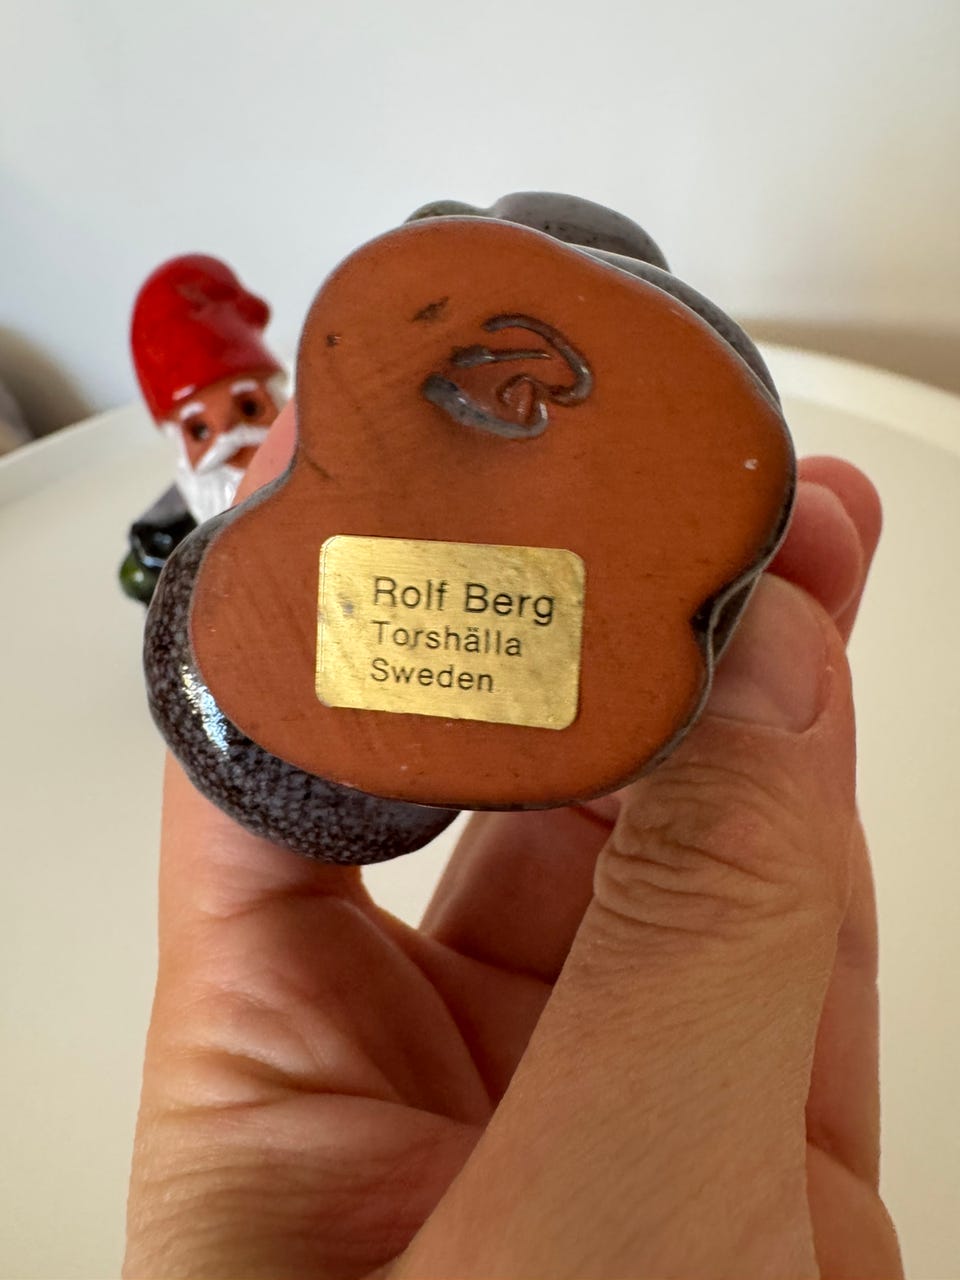 Rolf Berg
Torshälla
Sweden